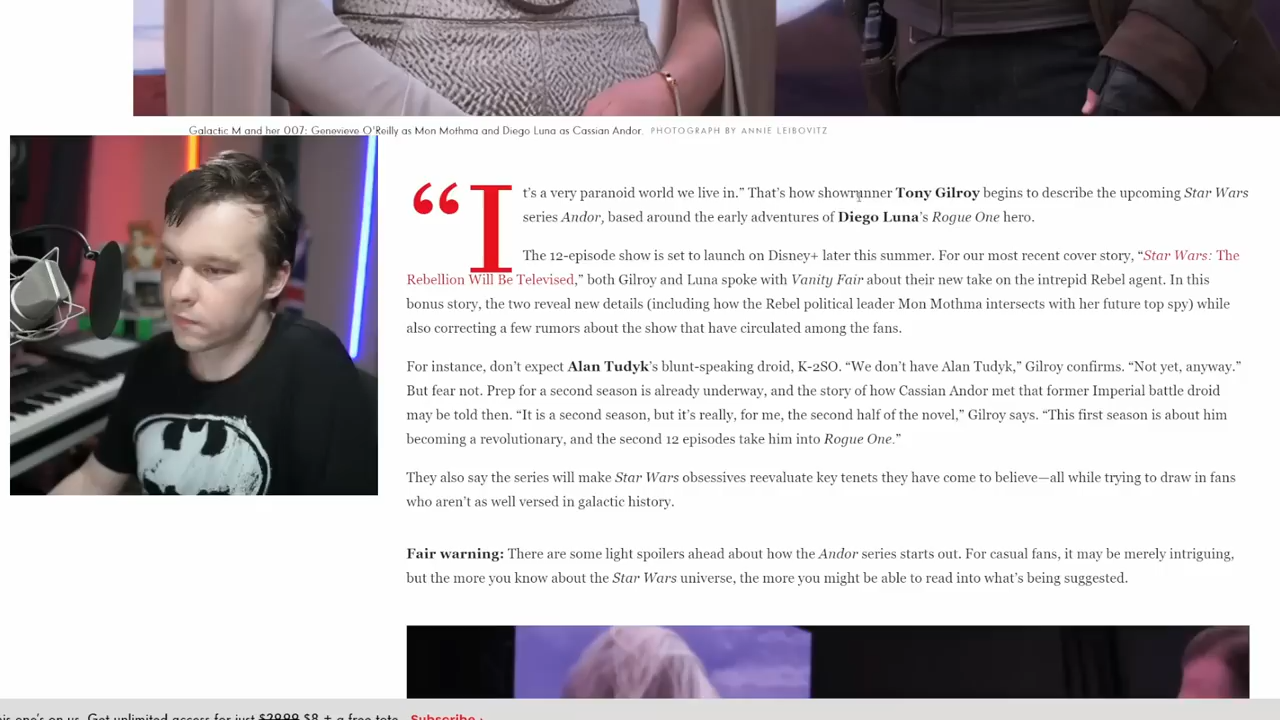 Galactic M and her 007: Genevieve O'Reilly as Mon Mothma and Diego Luna as Cassian Andor. PHOTOGRAPH BY ANNIE LEIBOVITZ
“It’s a very paranoid world we live in.” That’s how showrunner Tony Gilroy begins to describe the upcoming Star Wars
series Andor, based around the early adventures of Diego Luna’s Rogue One hero.
The 12-episode show is set to launch on Disney+ later this summer. For our most recent cover story, “Star Wars: The
Rebellion Will Be Televised,” both Gilroy and Luna spoke with Vanity Fair about their new take on the intrepid Rebel agent. In this
bonus story, the two reveal new details (including how the Rebel political leader Mon Mothma intersects with her future top spy) while
also correcting a few rumors about the show that have circulated among the fans.
For instance, don’t expect Alan Tudyk’s blunt-speaking droid, K-2SO. “We don’t have Alan Tudyk,” Gilroy confirms. “Not yet, anyway.”
But fear not. Prep for a second season is already underway, and the story of how Cassian Andor met that former Imperial battle droid
may be told then. “It is a second season, but it’s really, for me, the second half of the novel,” Gilroy says. “This first season is about him
becoming a revolutionary, and the second 12 episodes take him into Rogue One.”
They also say the series will make Star Wars obsessives reevaluate key tenets they have come to believe—all while trying to draw in fans
who aren’t as well versed in galactic history.
Fair warning: There are some light spoilers ahead about how the Andor series starts out. For casual fans, it may be merely intriguing,
but the more you know about the Star Wars universe, the more you might be able to read into what’s being suggested.
his one's on us. Get unlimited access for just $29.99 $8 + a free tote. Subscribe ›